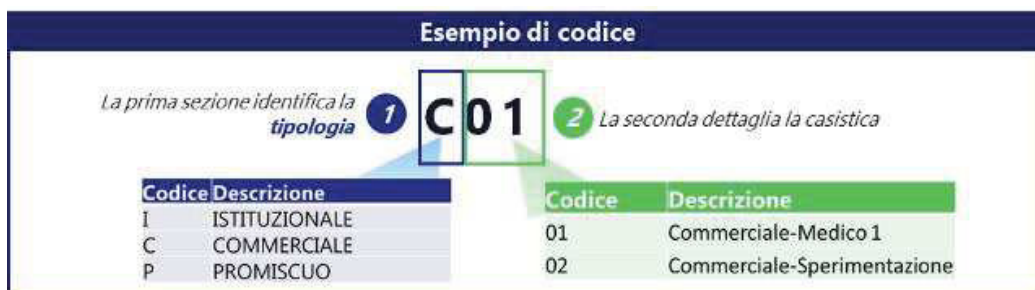 Esempio di codice
La prima sezione identifica la
tipologia
1
C01
2
La seconda dettaglia la casistica
Codice Descrizione
I ISTITUZIONALE
C COMMERCIALE
P PROMISCUO
Codice Descrizione
01 Commerciale-Medico 1
02 Commerciale-Sperimentazione